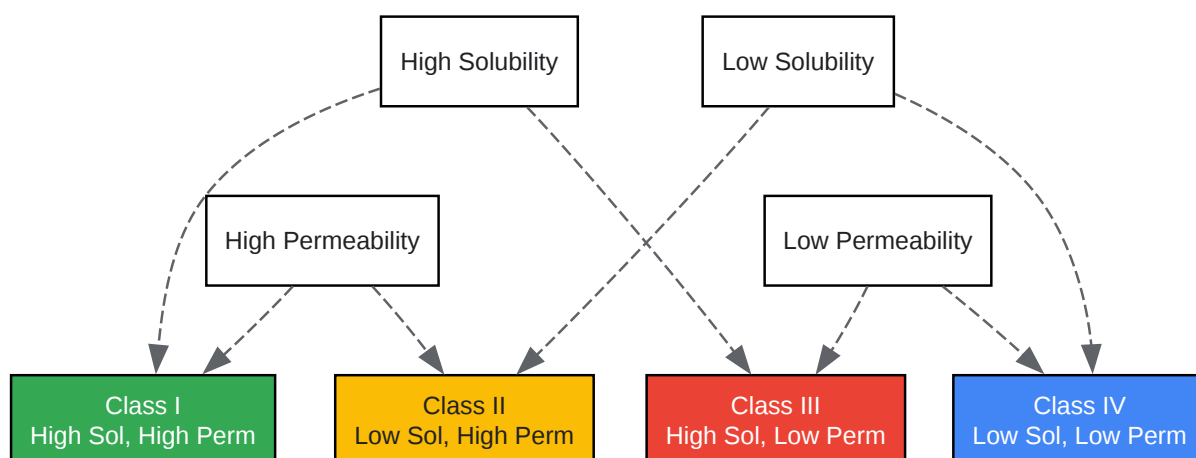 High Solubility
Low Solubility
High Permeability
Low Permeability
Class I
High Sol, High Perm
Class II
Low Sol, High Perm
Class III
High Sol, Low Perm
Class IV
Low Sol, Low Perm